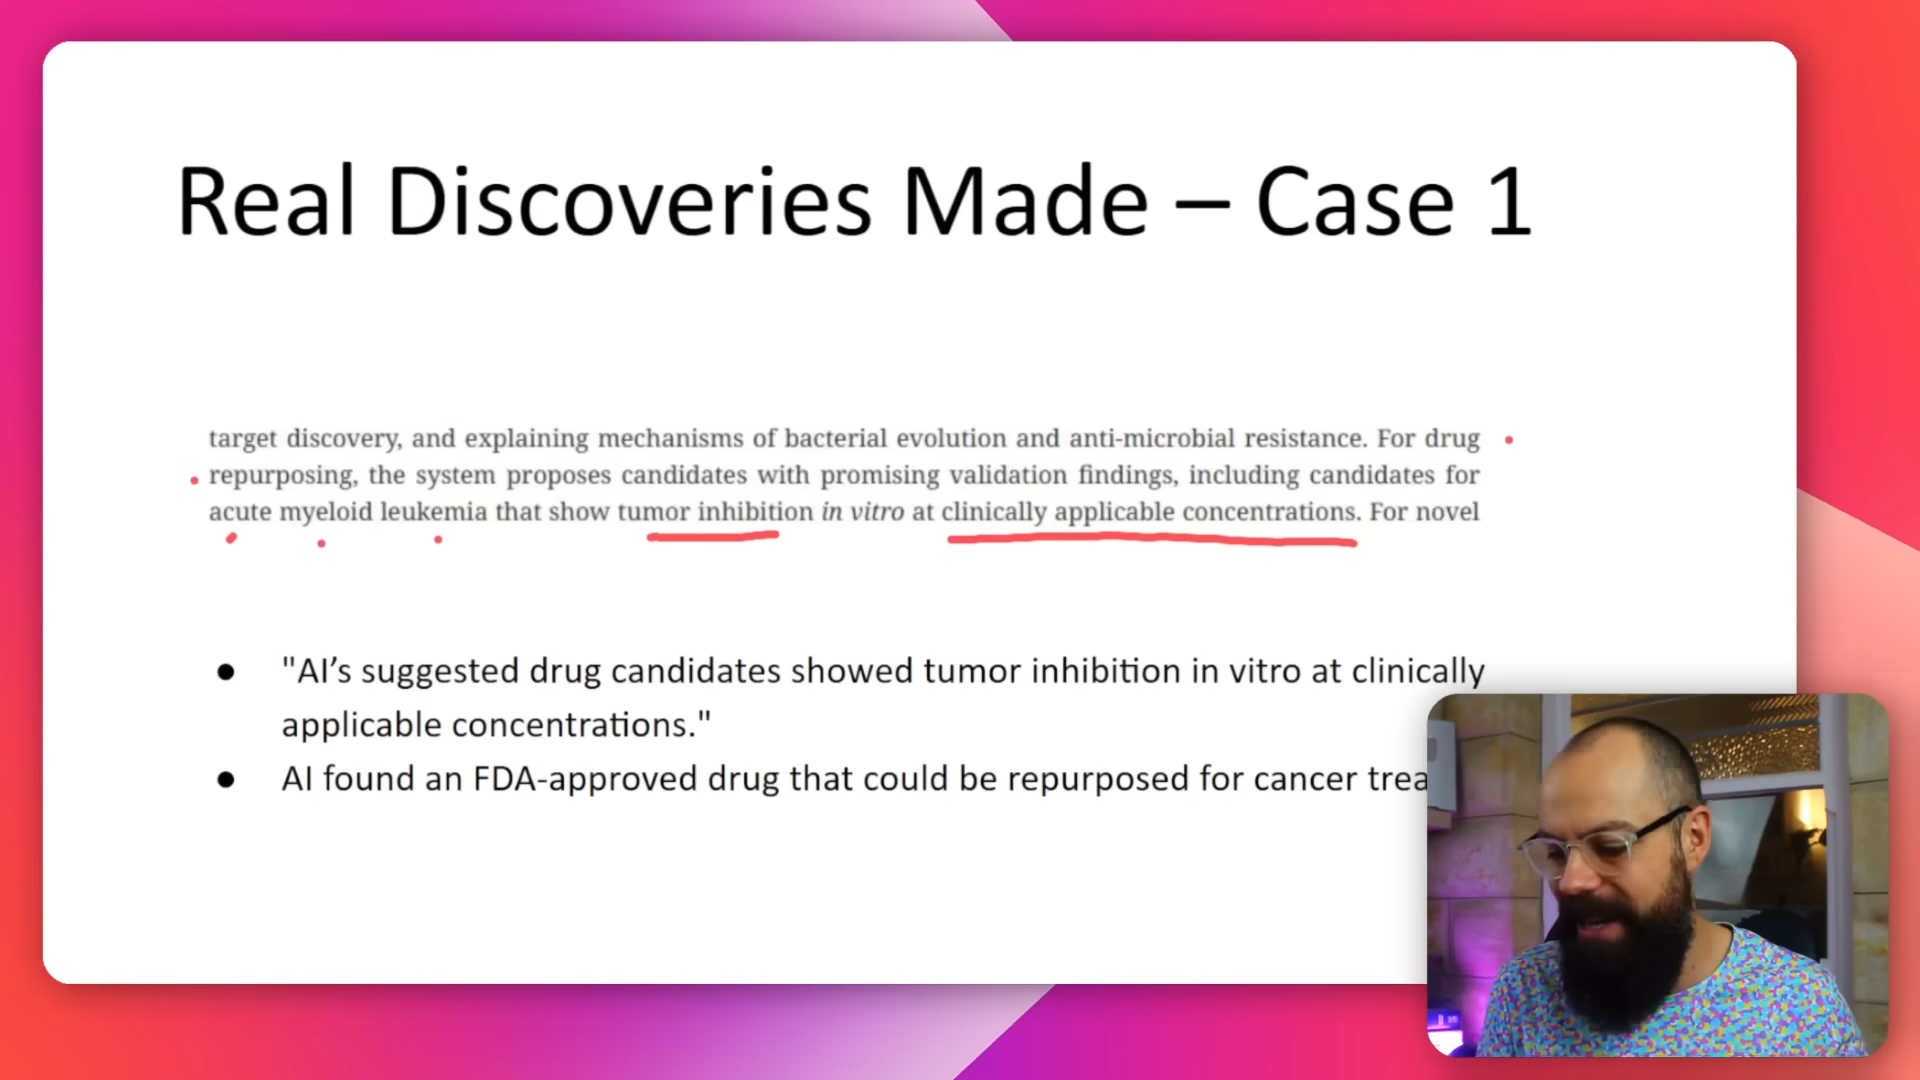 Real Discoveries Made – Case 1
target discovery, and explaining mechanisms of bacterial evolution and anti-microbial resistance. For drug
repurposing, the system proposes candidates with promising validation findings, including candidates for
acute myeloid leukemia that show tumor inhibition in vitro at clinically applicable concentrations. For novel
● "AI’s suggested drug candidates showed tumor inhibition in vitro at clinically
applicable concentrations."
● AI found an FDA-approved drug that could be repurposed for cancer